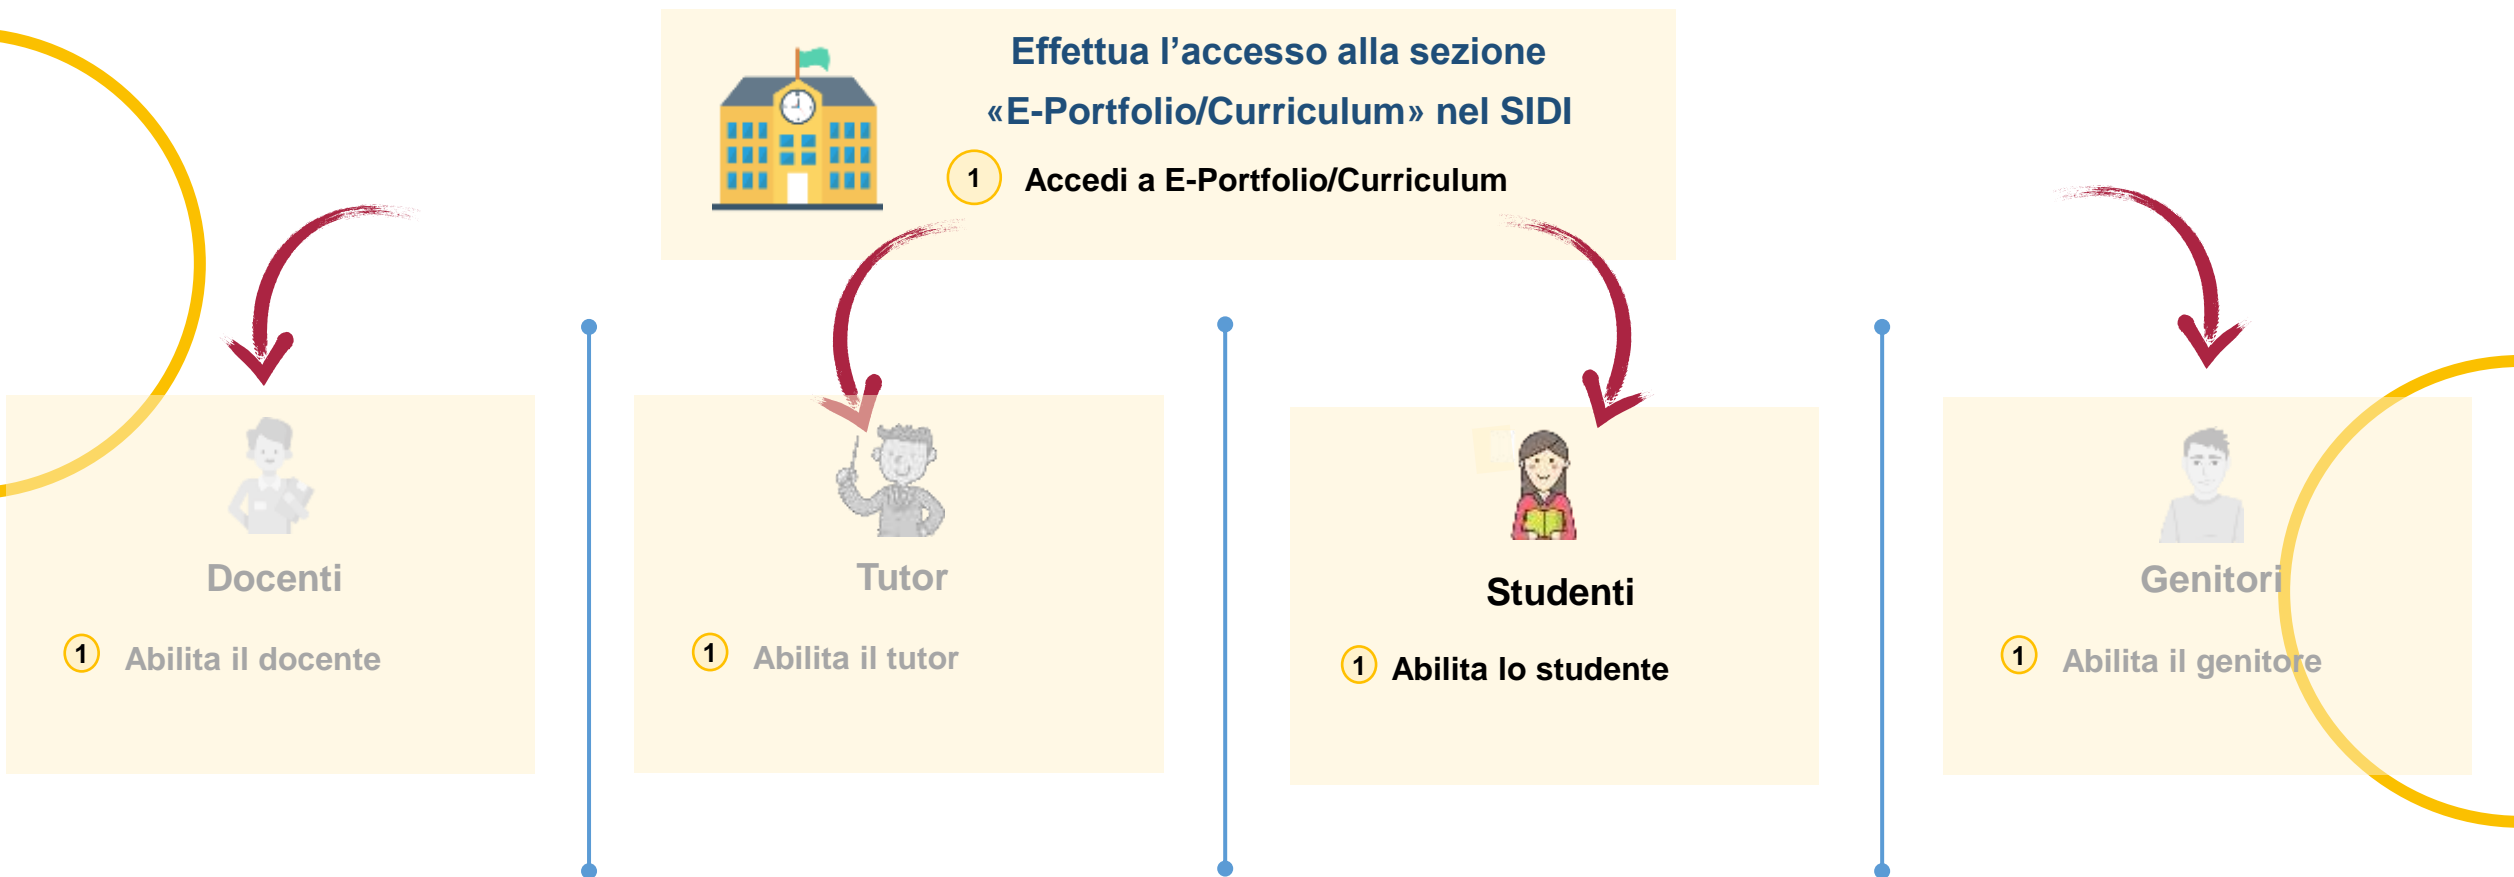 Effettua l’accesso alla sezione
«E-Portfolio/Curriculum» nel SIDI
1 Accedi a E-Portfolio/Curriculum
Docenti
1 Abilita il docente
Tutor
1 Abilita il tutor
Studenti
1 Abilita lo studente
Genitori
1 Abilita il genitore